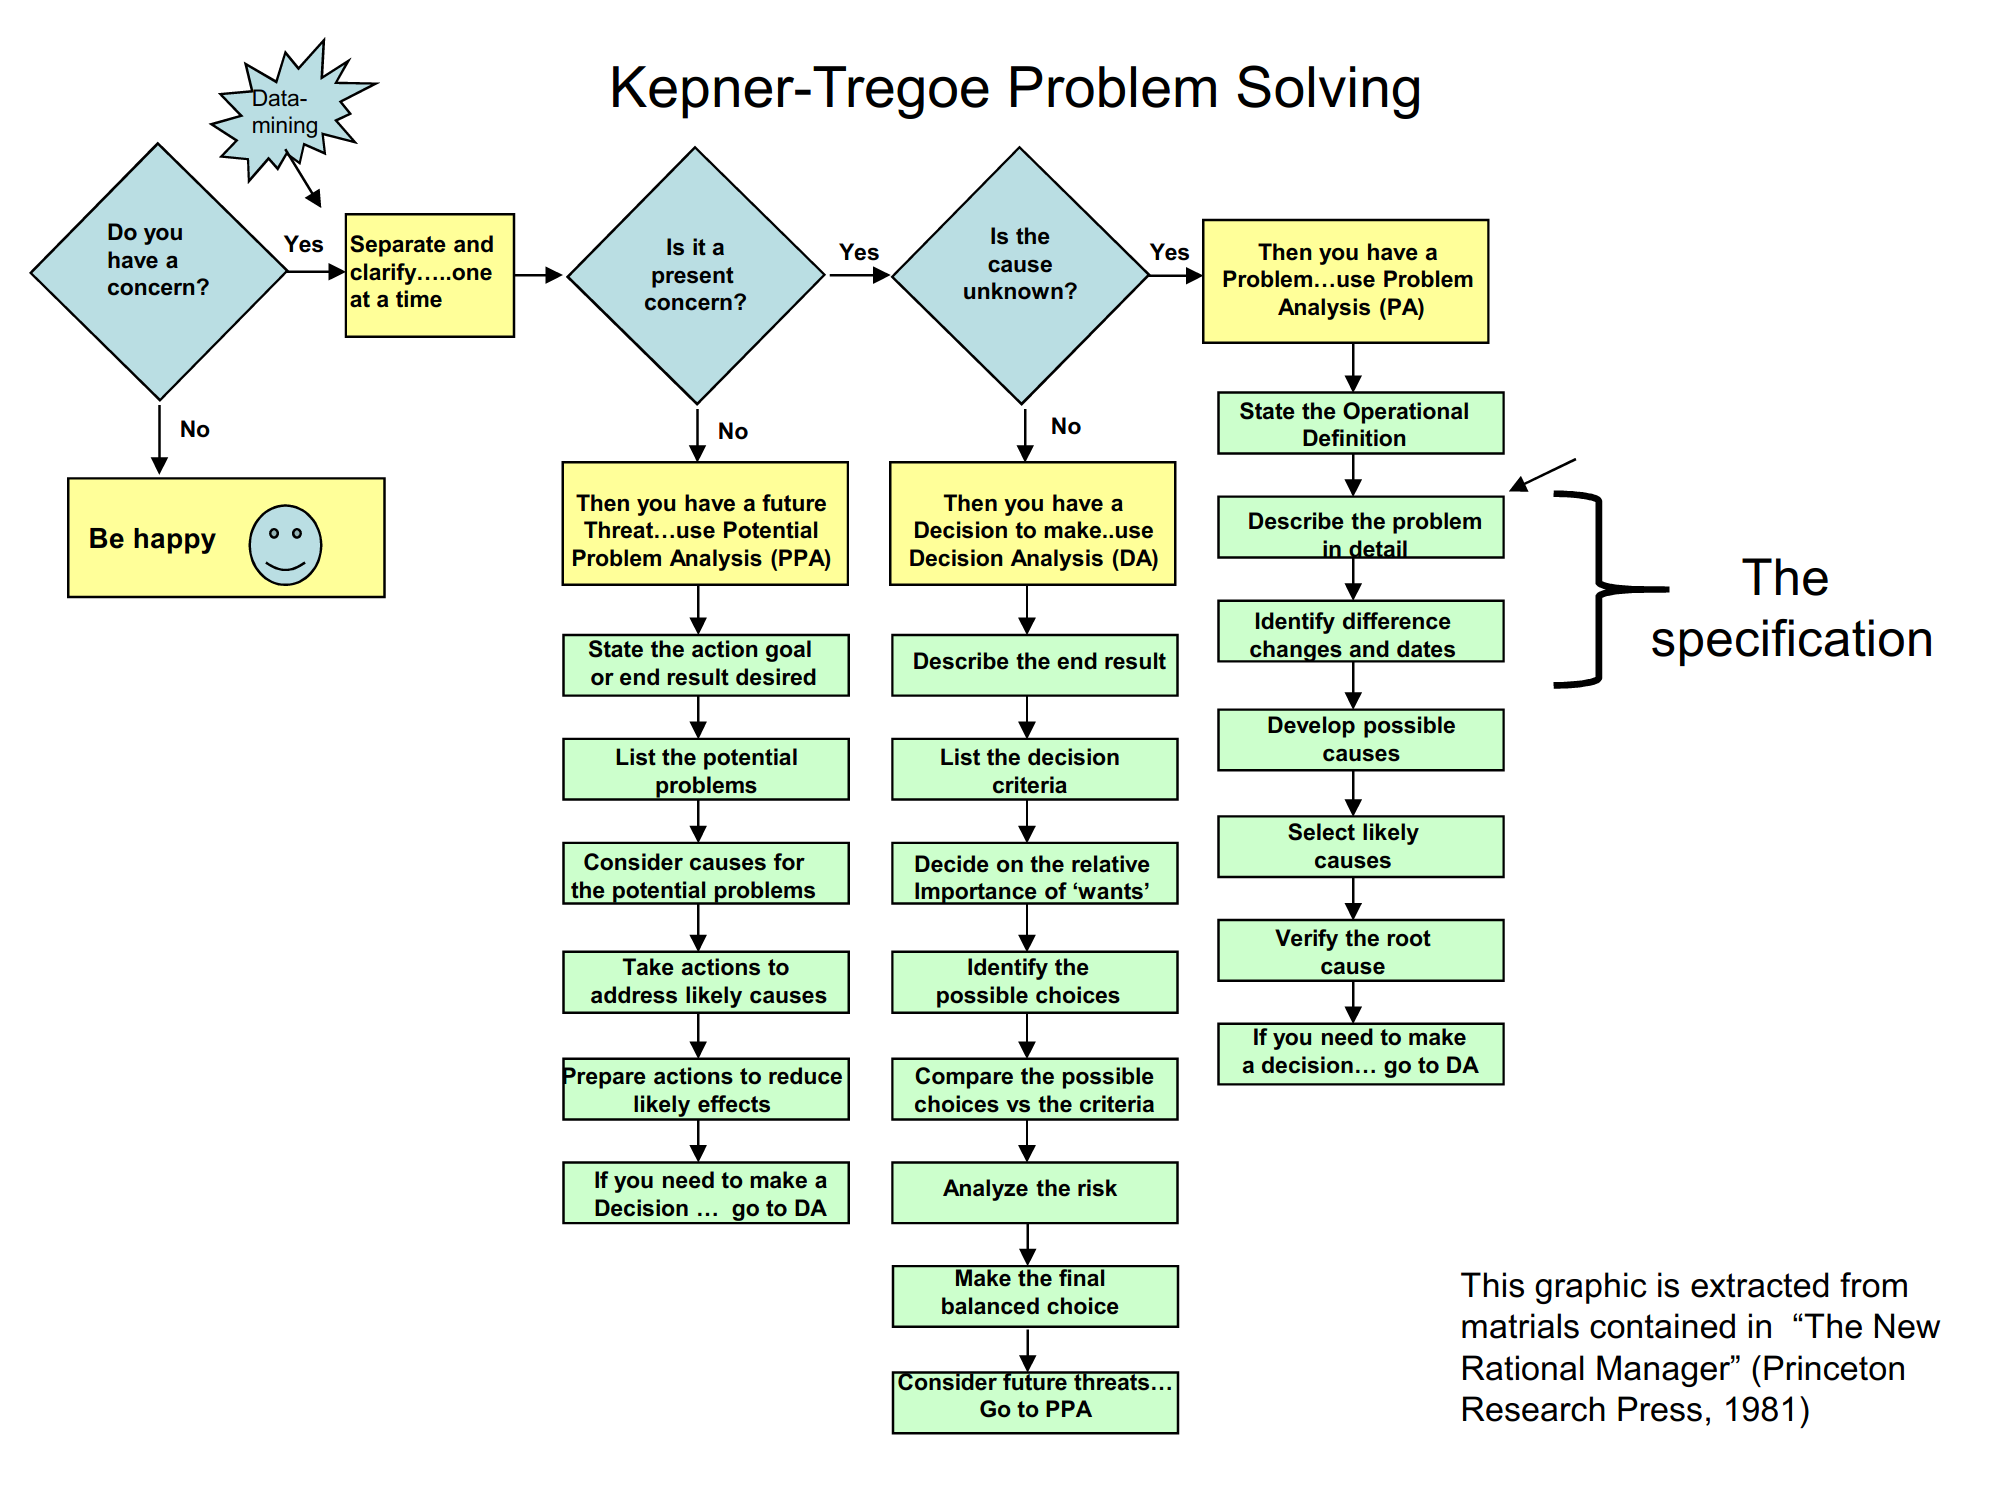 Kepner-Tregoe Problem Solving
Data-
mining
Do you
have a
concern?
Yes
No
Be happy
Separate and
clarify…..one
at a time
Is it a
present
concern?
Yes
No
Is the
cause
unknown?
Yes
No
Then you have a future
Threat…use Potential
Problem Analysis (PPA)
State the action goal
or end result desired
List the potential
problems
Consider causes for
the potential problems
Take actions to
address likely causes
Prepare actions to reduce
likely effects
If you need to make a
Decision … go to DA
Then you have a
Decision to make..use
Decision Analysis (DA)
Describe the end result
List the decision
criteria
Decide on the relative
Importance of ‘wants’
Identify the
possible choices
Compare the possible
choices vs the criteria
Analyze the risk
Make the final
balanced choice
Consider future threats…
Go to PPA
Then you have a
Problem…use Problem
Analysis (PA)
State the Operational
Definition
Describe the problem
in detail
Identify difference
changes and dates
Develop possible
causes
Select likely
causes
Verify the root
cause
If you need to make
a decision… go to DA
The
specification
This graphic is extracted from
matrials contained in “The New
Rational Manager” (Princeton
Research Press, 1981)